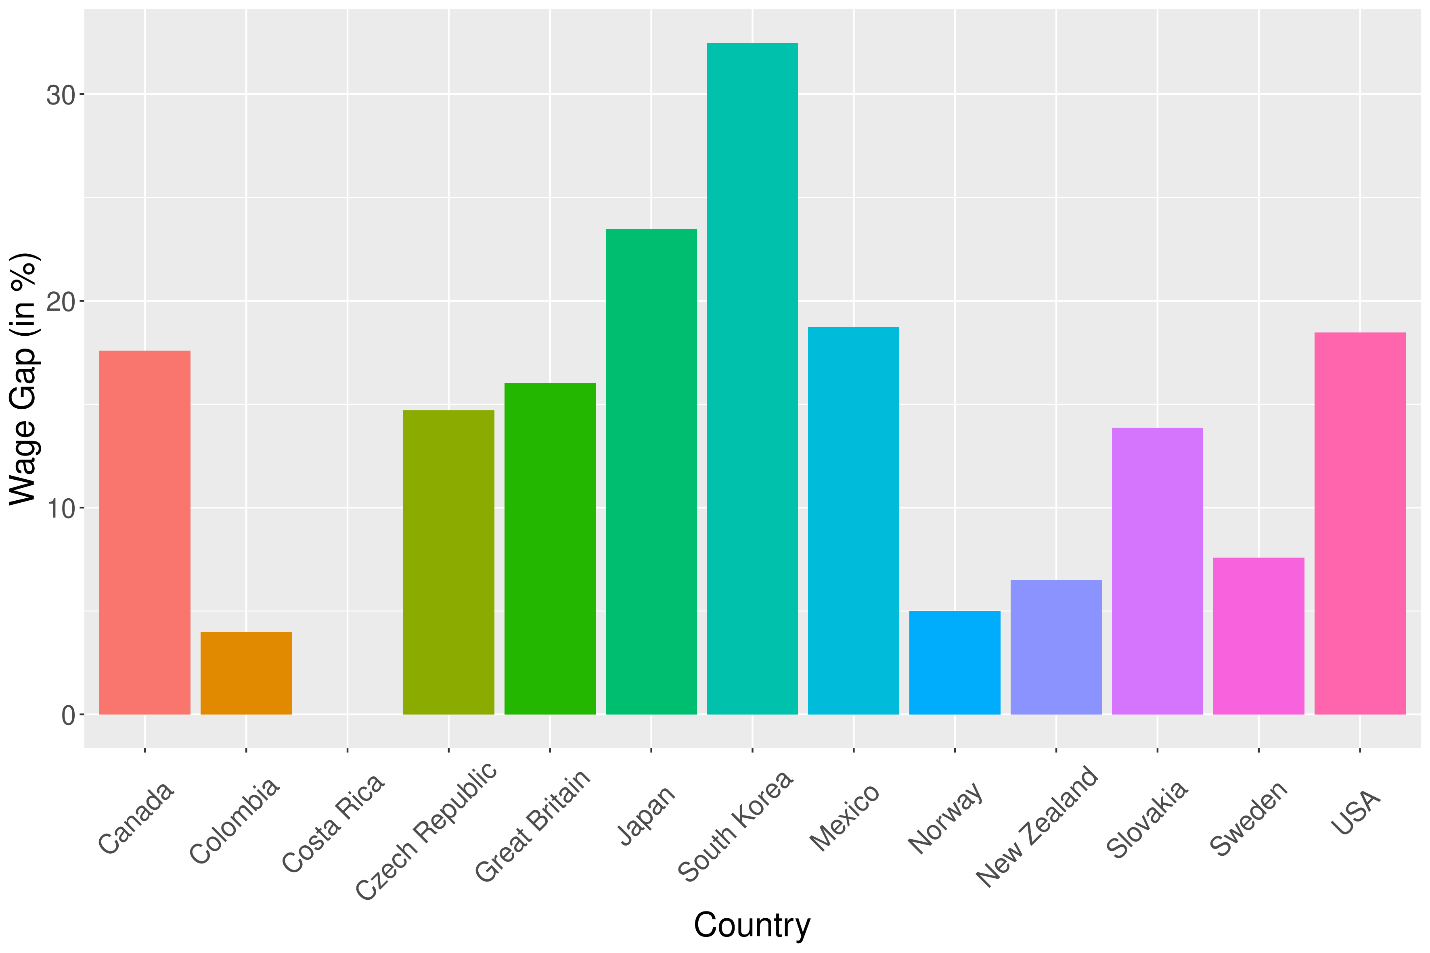 Wage Gap (in %)
30
20
10
0
Canada
Colombia
Costa Rica
Czech Republic
Great Britain
Japan
South Korea
Mexico
Norway
New Zealand
Slovakia
Sweden
USA
Country